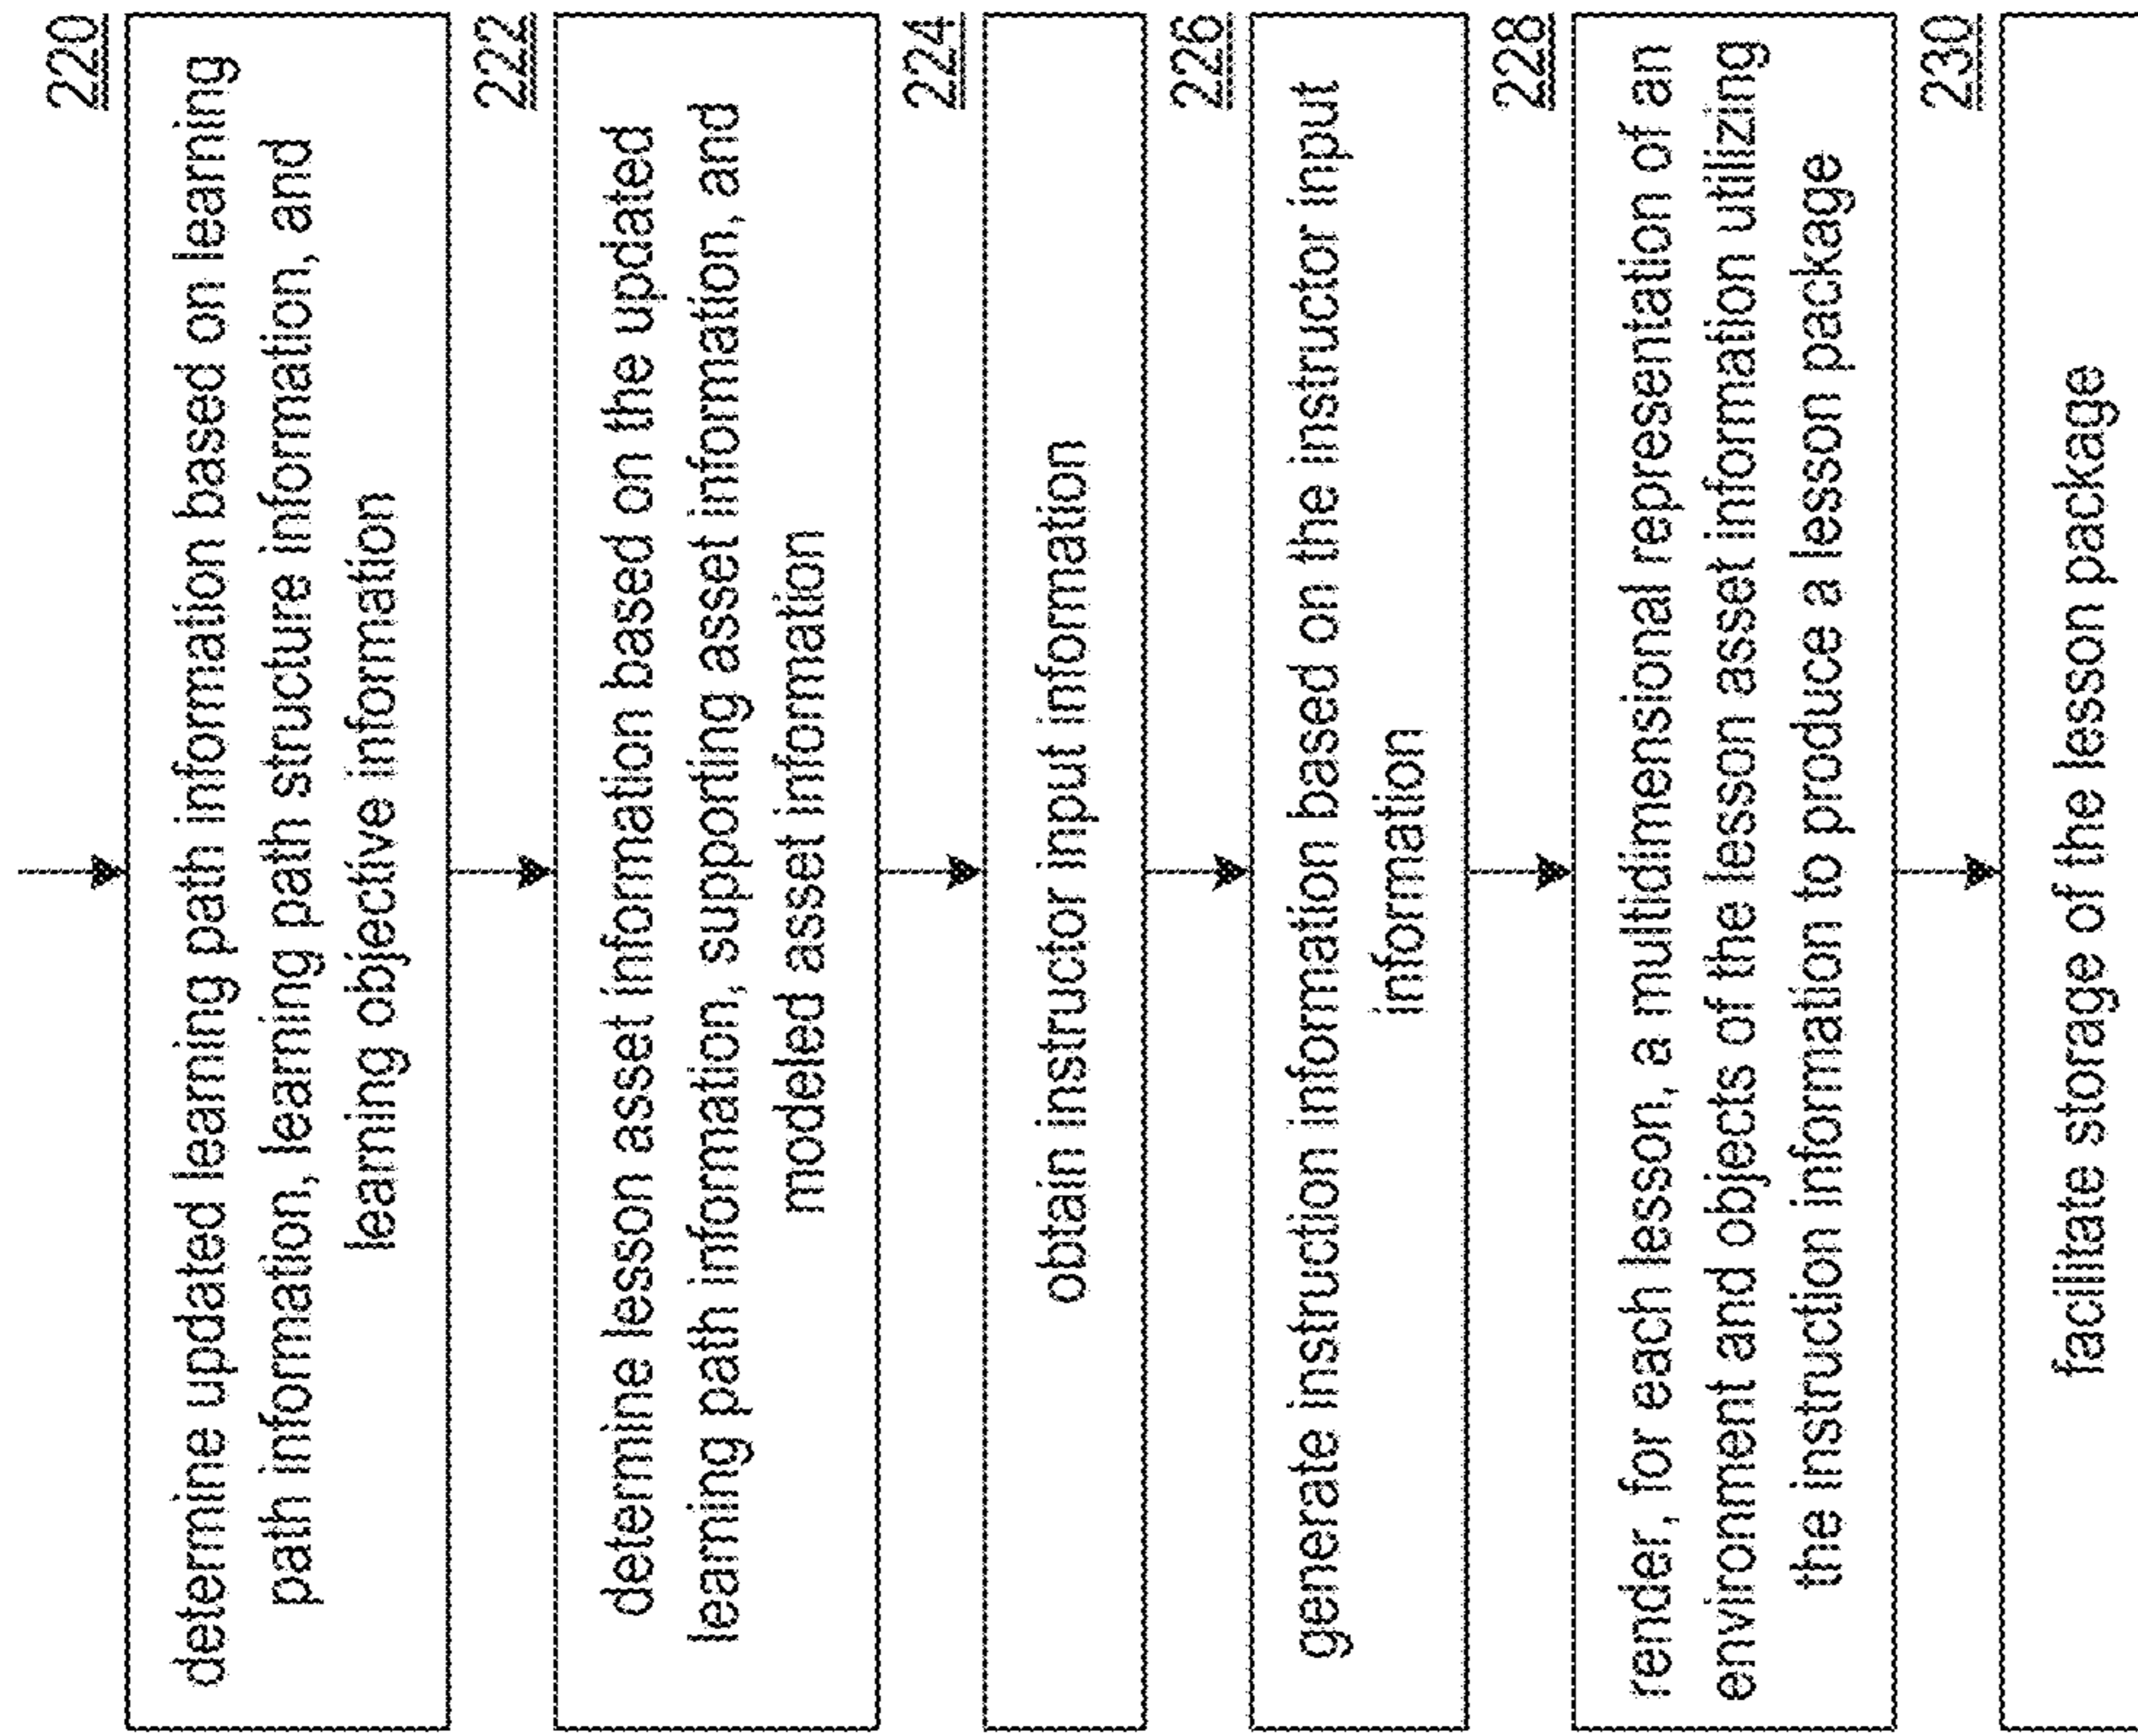 220
determine updated learning path information based on learning
path information, learning path structure information, and
learning objective information
222
determine lesson asset information based on the updated
learning path information, supporting asset information, and
modeled asset information
224
obtain instructor input information
226
generate instruction information based on the instructor input
information
228
render, for each lesson, a multidimensional representation of an
environment and objects of the lesson asset information utilizing
the instruction information to produce a lesson package
230
facilitate storage of the lesson package